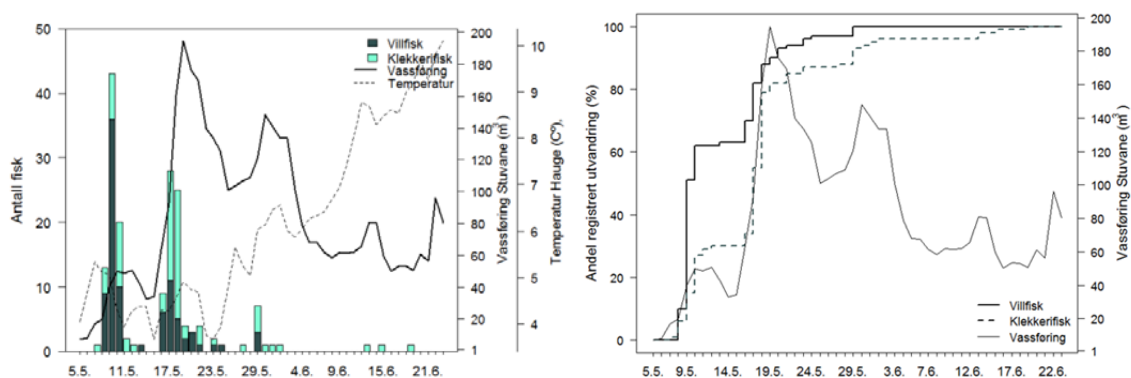 50
40
30
20
10
0
Antall fisk
Villfisk
Klekkerifisk
Vassføring
Temperatur
200
180
160
140
120
100
80
60
40
20
1
Vassføring Stuvane (m³)
10
9
8
7
6
5
4
Temperatur Hauge (Cº),
5.5. 11.5. 17.5. 23.5. 29.5. 4.6. 9.6. 15.6. 21.6.
100
80
60
40
20
0
Andel registrert utvandring (%)
Villfisk
Klekkerifisk
Vassføring
200
180
160
140
120
100
80
60
40
20
1
Vassføring Stuvane (m³)
5.5. 9.5. 14.5. 19.5. 24.5. 29.5. 3.6. 7.6. 12.6. 17.6. 22.6.